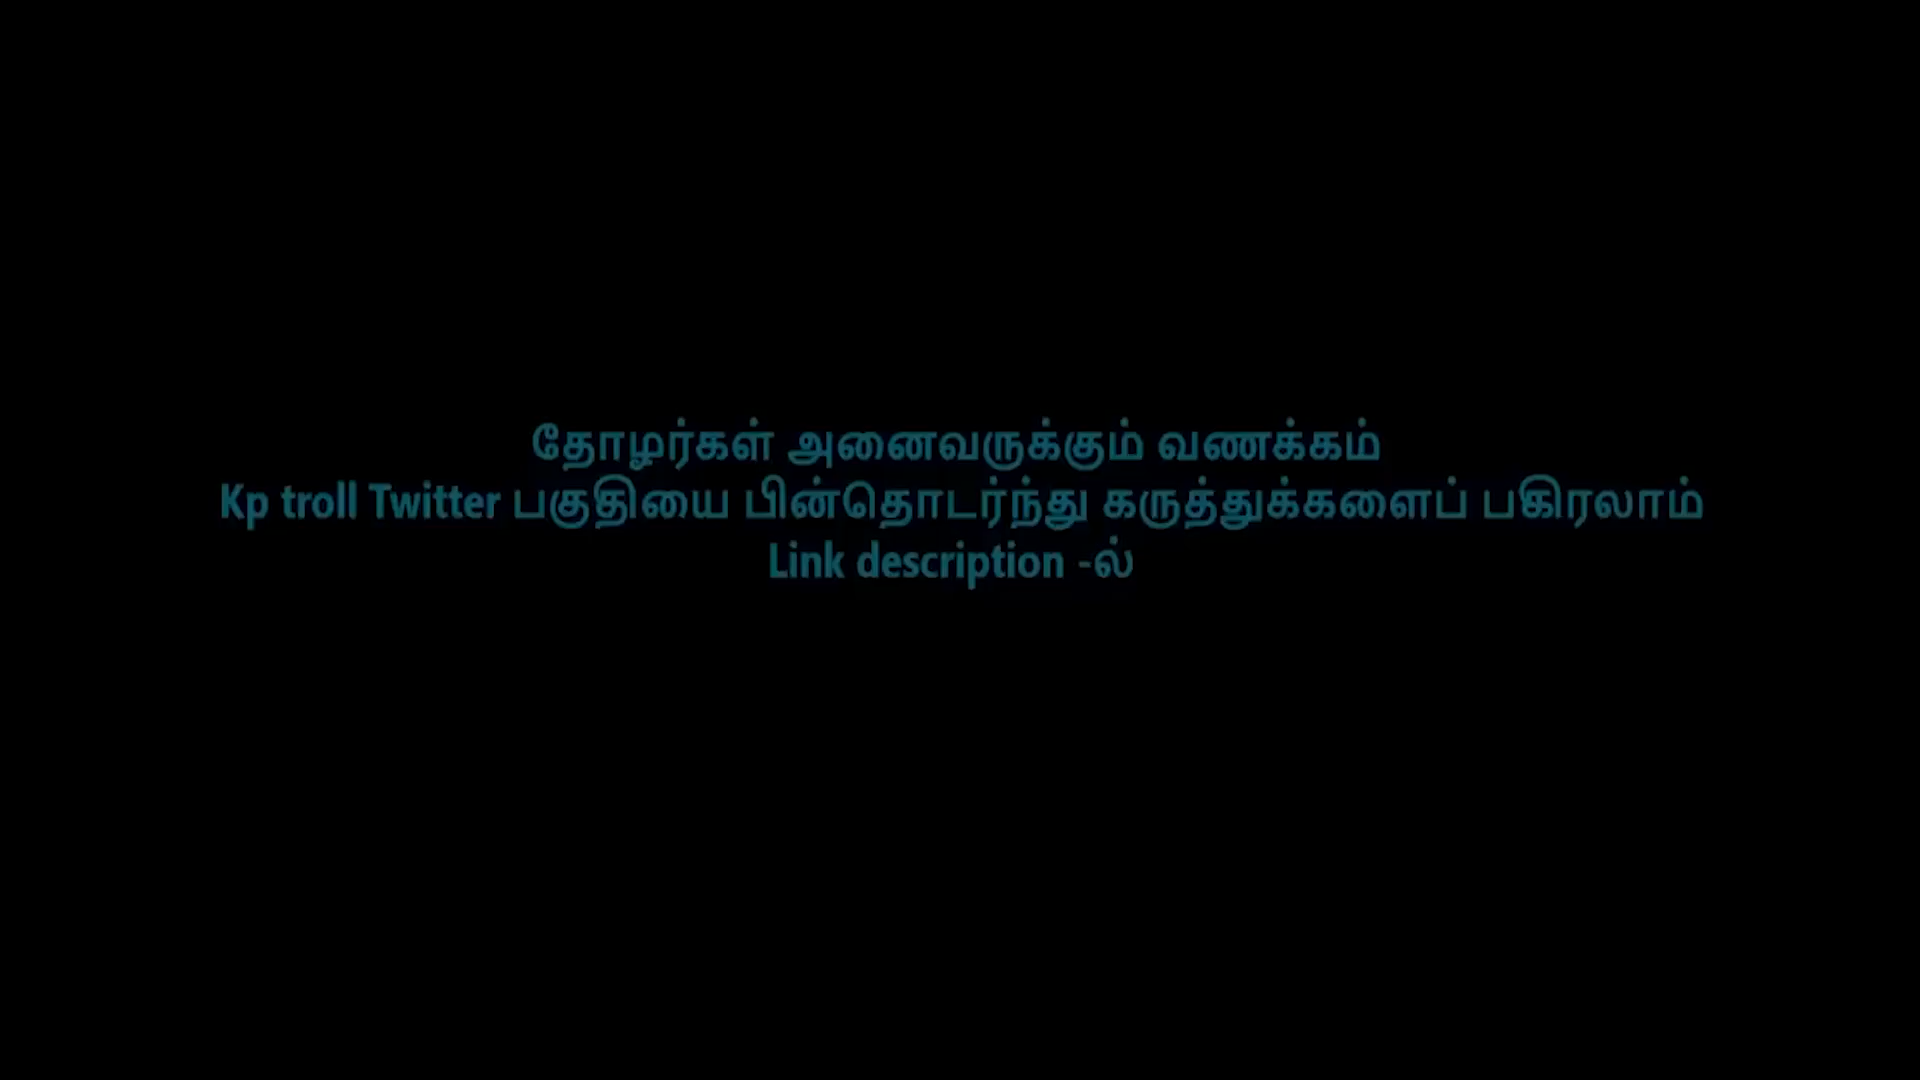 தோழர்கள் அனைவருக்கும் வணக்கம்
Kp troll Twitter பகுதியை பின்தொடர்ந்து கருத்துக்களைப் பகிரலாம்
Link description -ல்